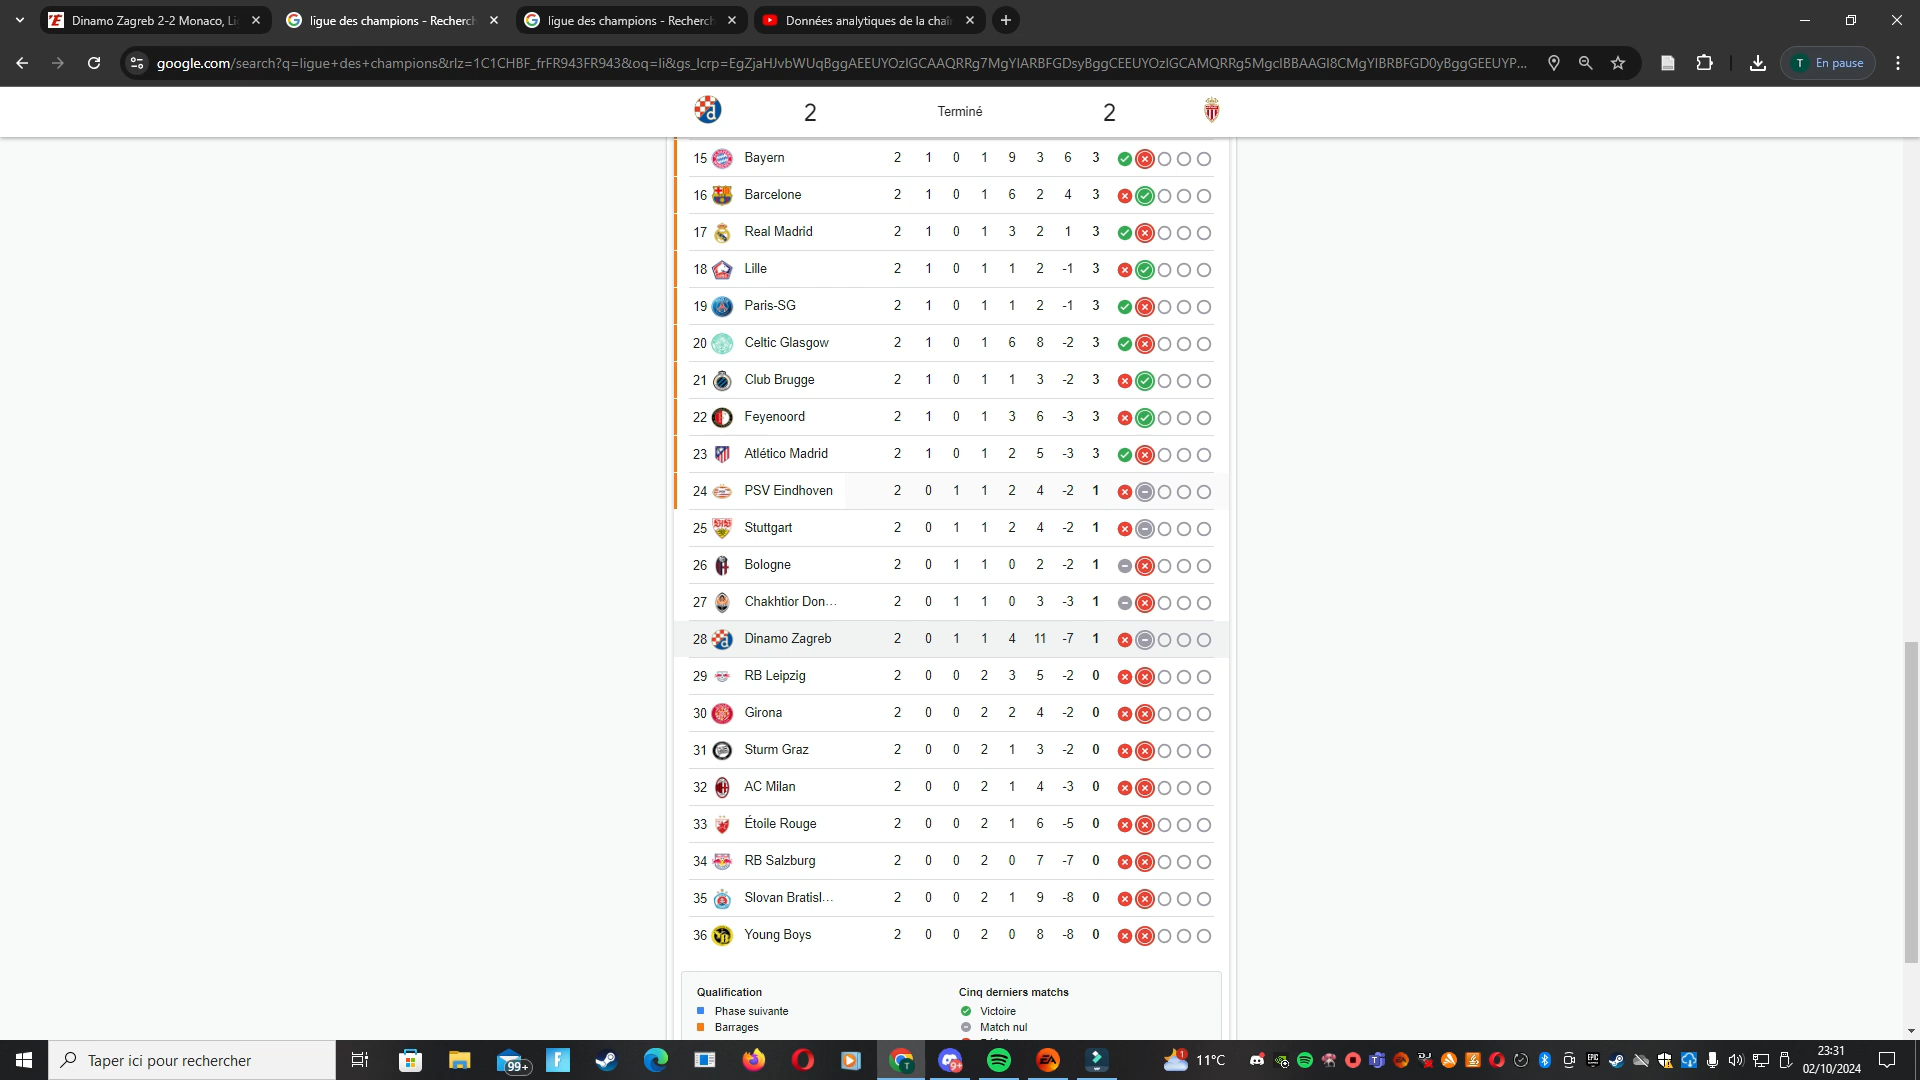 Dinamo Zagreb 2-2 Monaco, Li
ligue des champions - Recherch
ligue des champions - Recherch
Données analytiques de la chaîn
google.com/search?q=ligue+des+champions&rlz=1C1CHBF_frFR943FR943&oq=li&gs_lcrp=EgZjaHJvbWUqBggAEEUYOzIGCAAQRRg7MgYIARBFGDsyBggCEEUYOzIGCAMQRRg5MgcIBBAAGI8CMgYIBRBFGD0yBggGEEUYP...
T En pause
2 Terminé 2
15 Bayern 2 1 0 1 9 3 6 3
16 Barcelone 2 1 0 1 6 2 4 3
17 Real Madrid 2 1 0 1 3 2 1 3
18 Lille 2 1 0 1 1 2 -1 3
19 Paris-SG 2 1 0 1 1 2 -1 3
20 Celtic Glasgow 2 1 0 1 6 8 -2 3
21 Club Brugge 2 1 0 1 1 3 -2 3
22 Feyenoord 2 1 0 1 3 6 -3 3
23 Atlético Madrid 2 1 0 1 2 5 -3 3
24 PSV Eindhoven 2 0 1 1 2 4 -2 1
25 Stuttgart 2 0 1 1 2 4 -2 1
26 Bologne 2 0 1 1 0 2 -2 1
27 Chakhtior Don... 2 0 1 1 0 3 -3 1
28 Dinamo Zagreb 2 0 1 1 4 11 -7 1
29 RB Leipzig 2 0 0 2 3 5 -2 0
30 Girona 2 0 0 2 2 4 -2 0
31 Sturm Graz 2 0 0 2 1 3 -2 0
32 AC Milan 2 0 0 2 1 4 -3 0
33 Étoile Rouge 2 0 0 2 1 6 -5 0
34 RB Salzburg 2 0 0 2 0 7 -7 0
35 Slovan Bratisl... 2 0 0 2 1 9 -8 0
36 Young Boys 2 0 0 2 0 8 -8 0
Qualification
Phase suivante
Barrages
Cinq derniers matchs
Victoire
Match nul
Taper ici pour rechercher
99+
11°C
23:31
02/10/2024